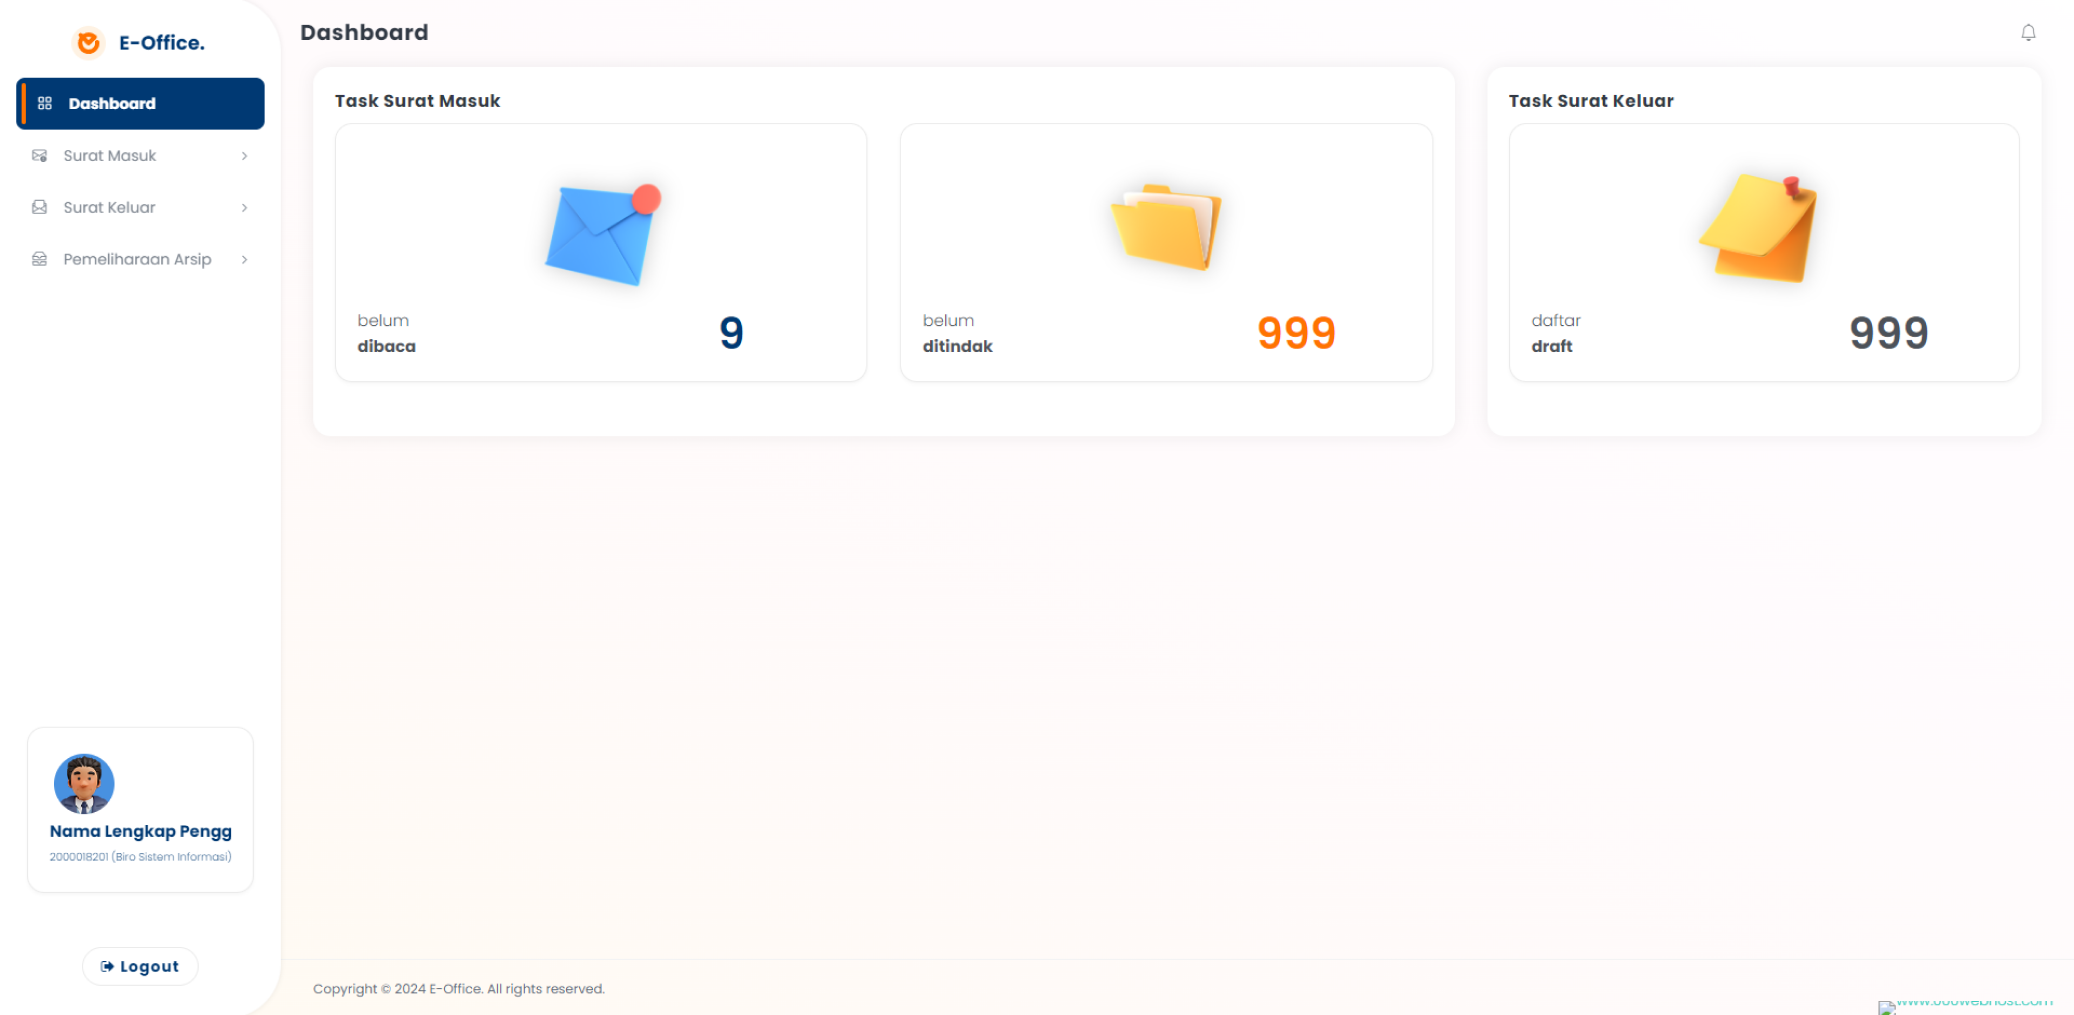 E-Office.
Dashboard
Surat Masuk
Surat Keluar
Pemeliharaan Arsip
Nama Lengkap Pengg
2000018201 (Biro Sistem Informasi)
Logout
Dashboard
Task Surat Masuk
belum
dibaca
9
belum
ditindak
999
Task Surat Keluar
daftar
draft
999
Copyright © 2024 E-Office. All rights reserved.
www.000webhost.com